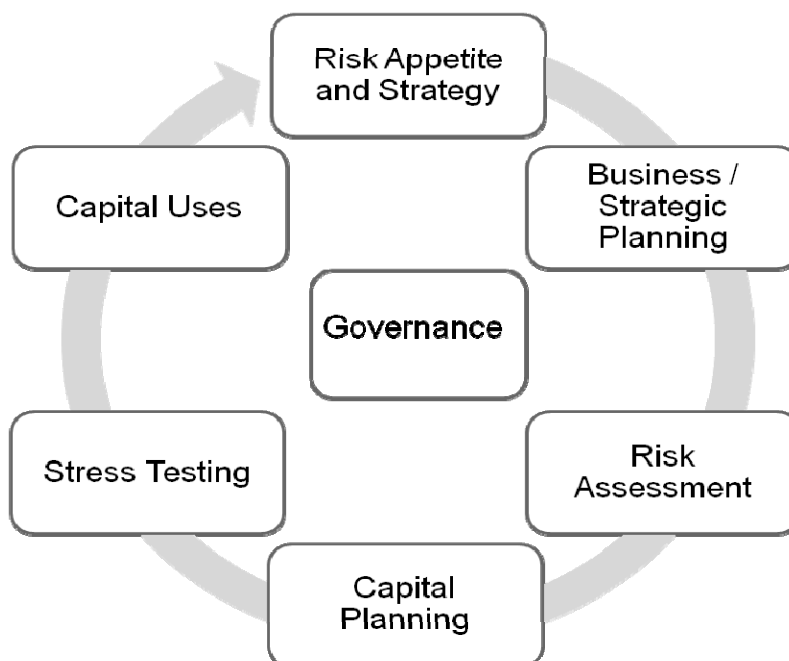 Risk Appetite
and Strategy
Business /
Strategic
Planning
Capital Uses
Governance
Risk
Assessment
Stress Testing
Capital
Planning